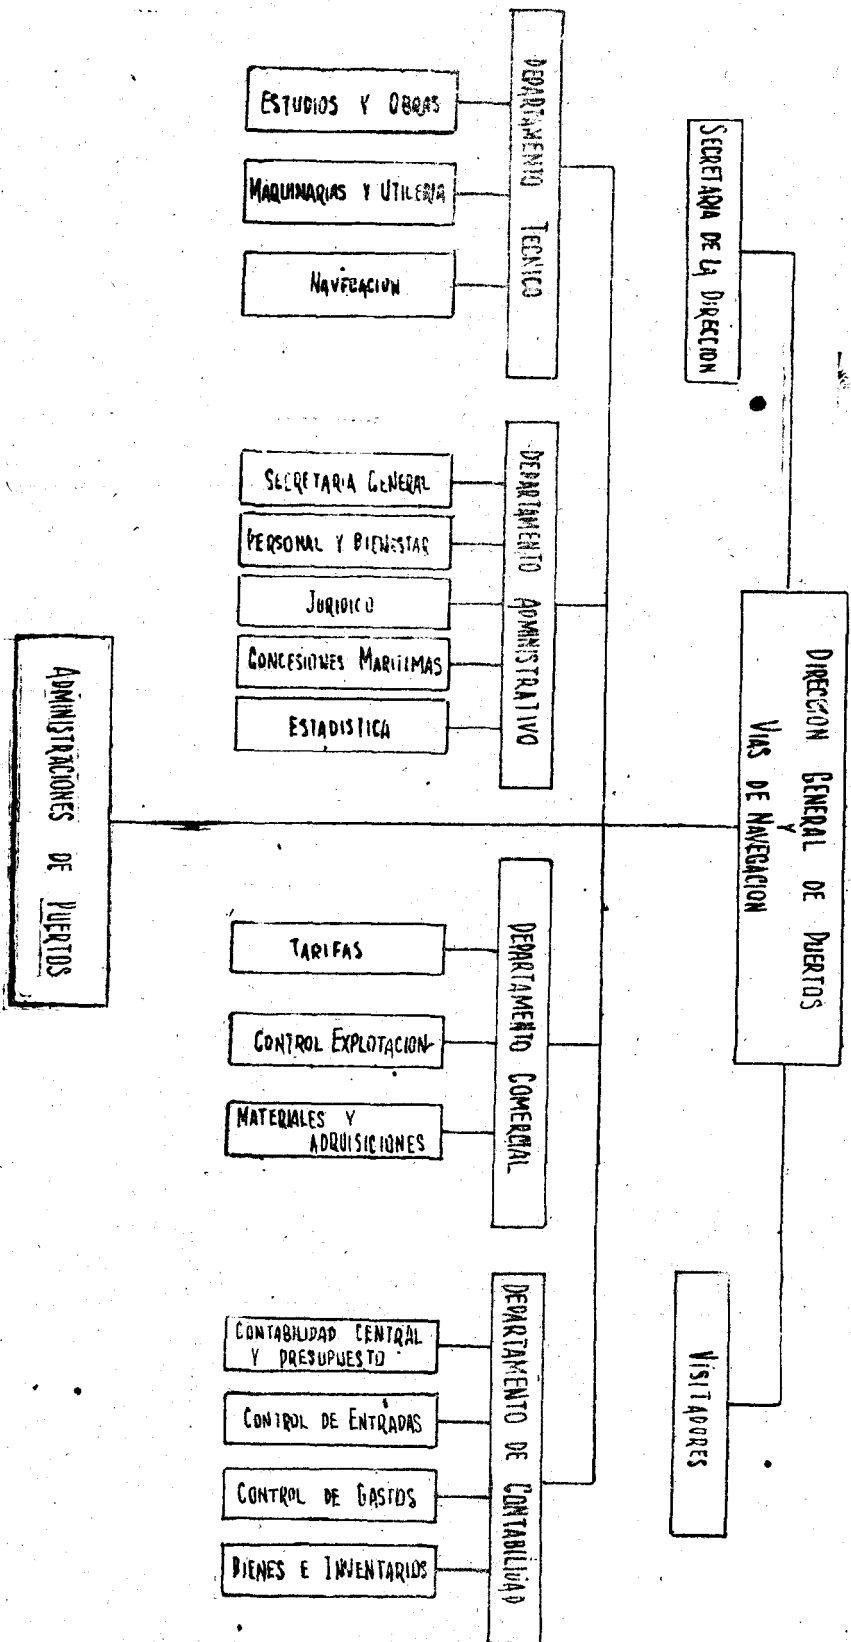 DIRECCION GENERAL DE PUERTOS
Y
VIAS DE NAVEGACION
SECRETARIA DE LA DIRECCION
VISITADORES
DEPARTAMENTO TECNICO
ESTUDIOS Y OBRAS
MAQUINARIAS Y UTILERIA
NAVEGACION
DEPARTAMENTO ADMINISTRATIVO
SECRETARIA GENERAL
PERSONAL Y BIENESTAR
JURIDICO
CONCESIONES MARITIMAS
ESTADISTICA
DEPARTAMENTO COMERCIAL
TARIFAS
CONTROL EXPLOTACION
MATERIALES Y
ADQUISICIONES
DEPARTAMENTO DE CONTABILIDAD
CONTABILIDAD CENTRAL
Y PRESUPUESTO
CONTROL DE ENTRADAS
CONTROL DE GASTOS
BIENES E INVENTARIOS
ADMINISTRACIONES DE PUERTOS